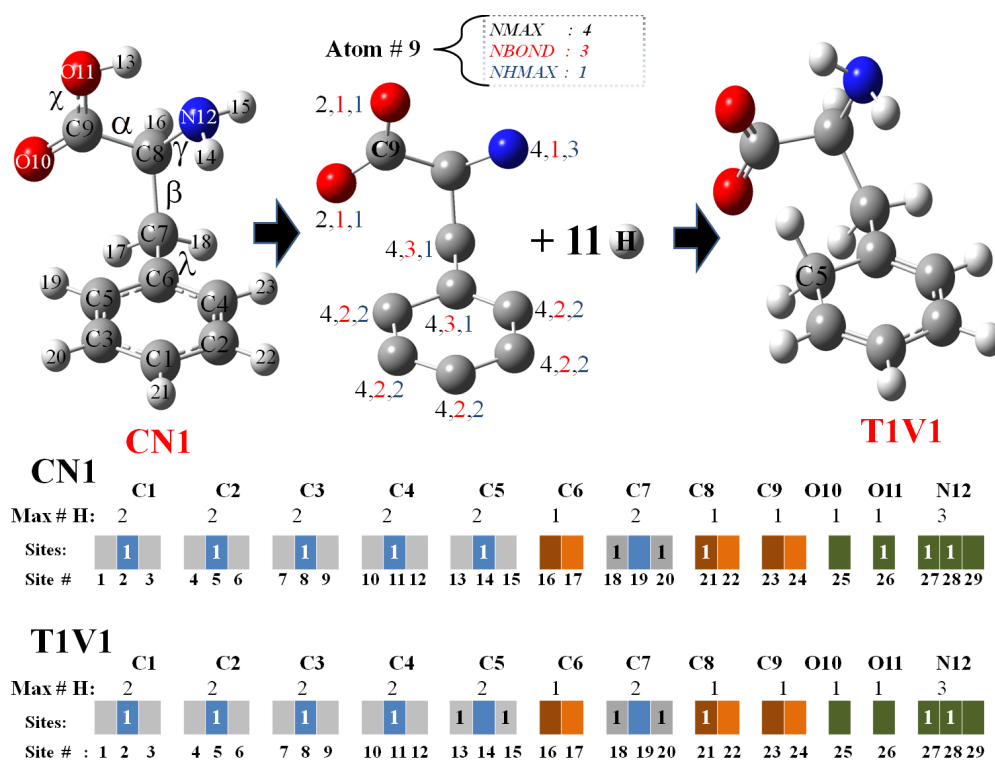 Atom # 9
NMAX : 4
NBOND : 3
NHMAX : 1
O11
13
χ
C9
α
16
N12
15
O10
C8
γ
14
β
C7
17
18
λ
C6
19
C5
C4
23
C3
C2
20
C1
22
21
CN1
2,1,1
C9
4,1,3
2,1,1
4,3,1
+ 11 H
4,2,2
4,3,1
4,2,2
4,2,2
4,2,2
4,2,2
C5
T1V1
CN1
C1 C2 C3 C4 C5 C6 C7 C8 C9 O10 O11 N12
Max # H: 2 2 2 2 2 1 2 1 1 1 1 3
Sites: 1 1 1 1 1 1 1 1 1 1 1
Site # 1 2 3 4 5 6 7 8 9 10 11 12 13 14 15 16 17 18 19 20 21 22 23 24 25 26 27 28 29
T1V1
C1 C2 C3 C4 C5 C6 C7 C8 C9 O10 O11 N12
Max # H: 2 2 2 2 2 1 2 1 1 1 1 3
Sites: 1 1 1 1 1 1 1 1 1 1 1
Site # : 1 2 3 4 5 6 7 8 9 10 11 12 13 14 15 16 17 18 19 20 21 22 23 24 25 26 27 28 29